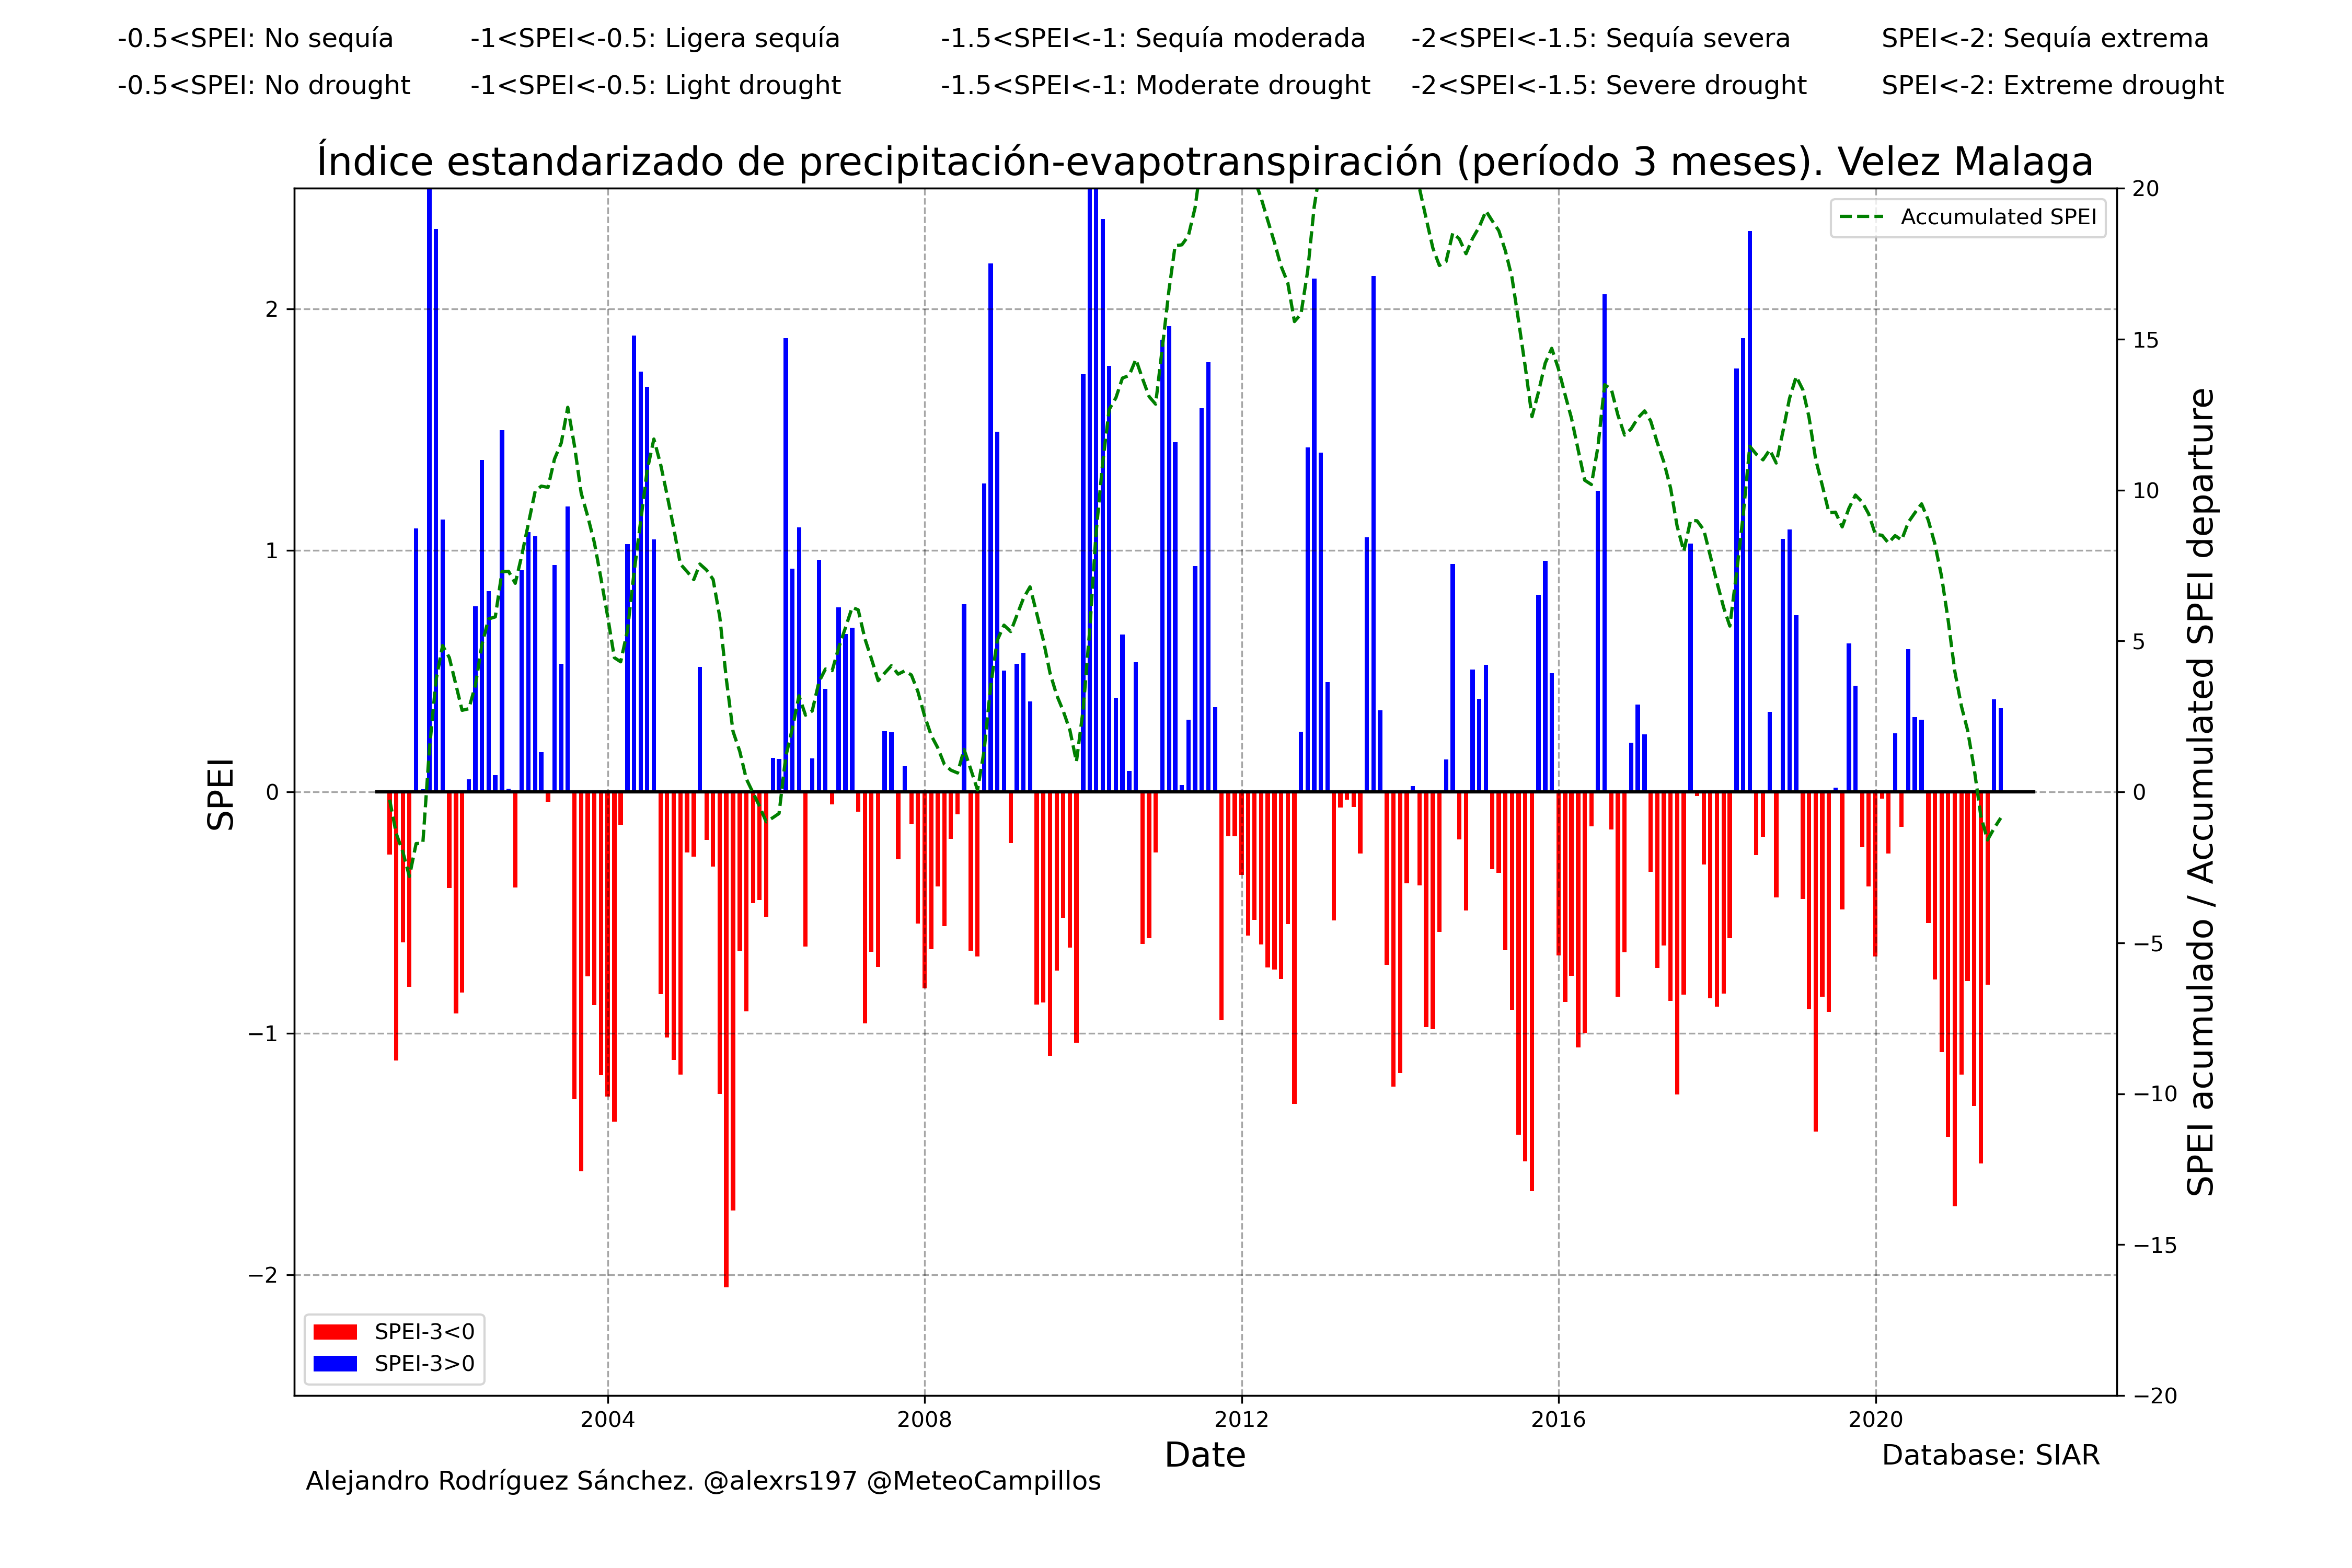 -0.5<SPEI: No sequía -1<SPEI<-0.5: Ligera sequía -1.5<SPEI<-1: Sequía moderada -2<SPEI<-1.5: Sequía severa SPEI<-2: Sequía extrema
-0.5<SPEI: No drought -1<SPEI<-0.5: Light drought -1.5<SPEI<-1: Moderate drought -2<SPEI<-1.5: Severe drought SPEI<-2: Extreme drought
Índice estandarizado de precipitación-evapotranspiración (período 3 meses). Velez Malaga
Accumulated SPEI
SPEI
2
1
0
−1
−2
20
15
10
5
0
−5
−10
−15
−20
SPEI acumulado / Accumulated SPEI departure
SPEI-3<0
SPEI-3>0
2004 2008 2012 2016 2020
Date
Database: SIAR
Alejandro Rodríguez Sánchez. @alexrs197 @MeteoCampillos